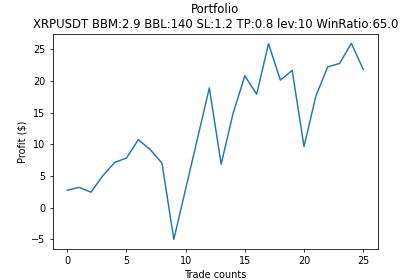 Portfolio
XRPUSDT BBM:2.9 BBL:140 SL:1.2 TP:0.8 lev:10 WinRatio:65.0
25
20
15
10
5
0
−5
Profit ($)
0 5 10 15 20 25
Trade counts